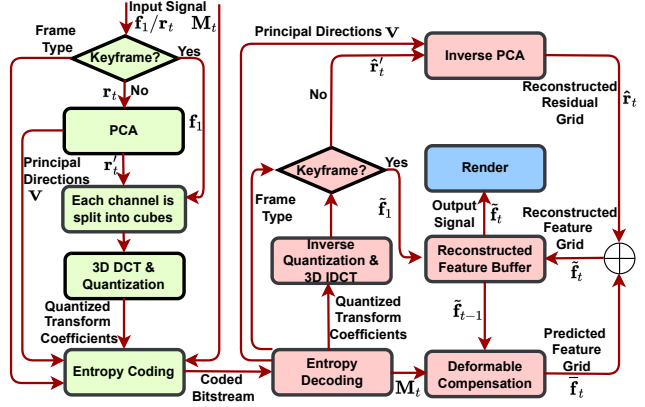 Input Signal
𝐟₁/𝐫ₜ 𝐌ₜ
Frame
Type
Keyframe?
Yes
𝐫ₜ No
𝐟₁
PCA
Principal
Directions
𝐕
𝐫ₜ′
Each channel is
split into cubes
3D DCT &
Quantization
Quantized
Transform
Coefficients
Entropy Coding
Coded
Bitstream
Principal Directions 𝐕
𝐫̂ₜ′
No
Inverse PCA
Reconstructed
Residual
Grid
𝐫̂ₜ
Keyframe?
Yes
Frame
Type
𝐟̃₁
Render
Output
Signal
𝐟̃ₜ
Inverse
Quantization &
3D IDCT
Reconstructed
Feature Buffer
Reconstructed
Feature
Grid
𝐟̃ₜ
Quantized
Transform
Coefficients
𝐟̃ₜ₋₁
Entropy
Decoding
𝐌ₜ
Deformable
Compensation
Predicted
Feature
Grid
𝐟̄ₜ